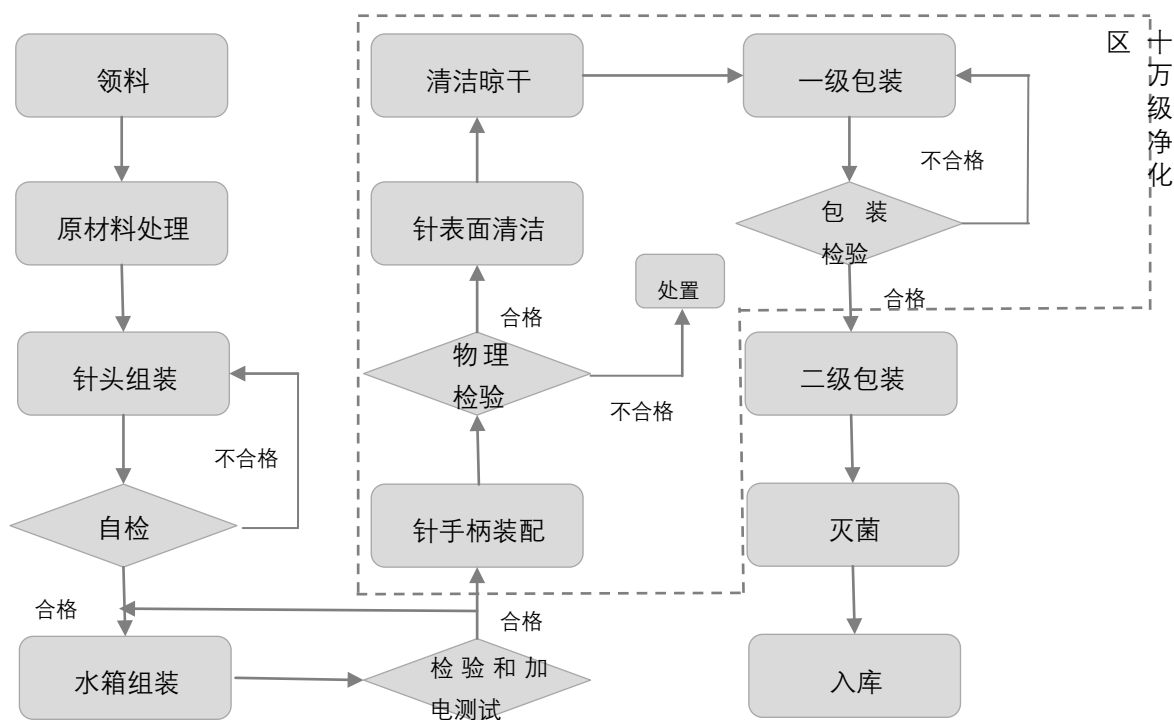 领料
原材料处理
针头组装
不合格
自检
合格
水箱组装
检验和加
电测试
合格
针手柄装配
物理
检验
不合格
处置
合格
针表面清洁
清洁晾干
一级包装
不合格
包装
检验
合格
二级包装
灭菌
入库
十万级净化
区